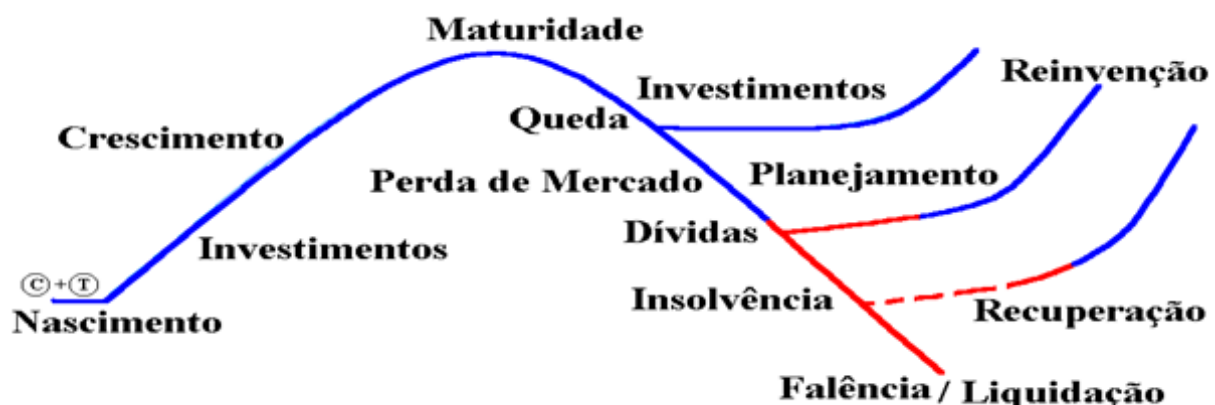 Maturidade
Investimentos
Reinvenção
Queda
Crescimento
Perda de Mercado
Planejamento
Dívidas
Investimentos
C + T
Insolvência
Nascimento
Recuperação
Falência / Liquidação